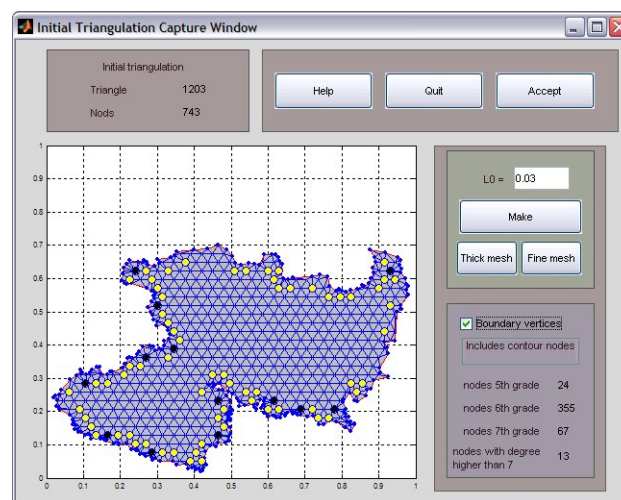 Initial Triangulation Capture Window
Initial triangulation
Triangle 1203
Nods 743
Help Quit Accept
L0 = 0.03
Make
Thick mesh Fine mesh
Boundary vertices
Includes contour nodes
nodes 5th grade 24
nodes 6th grade 355
nodes 7th grade 67
nodes with degree
higher than 7 13
1
0.9
0.8
0.7
0.6
0.5
0.4
0.3
0.2
0.1
0
0 0.1 0.2 0.3 0.4 0.5 0.6 0.7 0.8 0.9 1